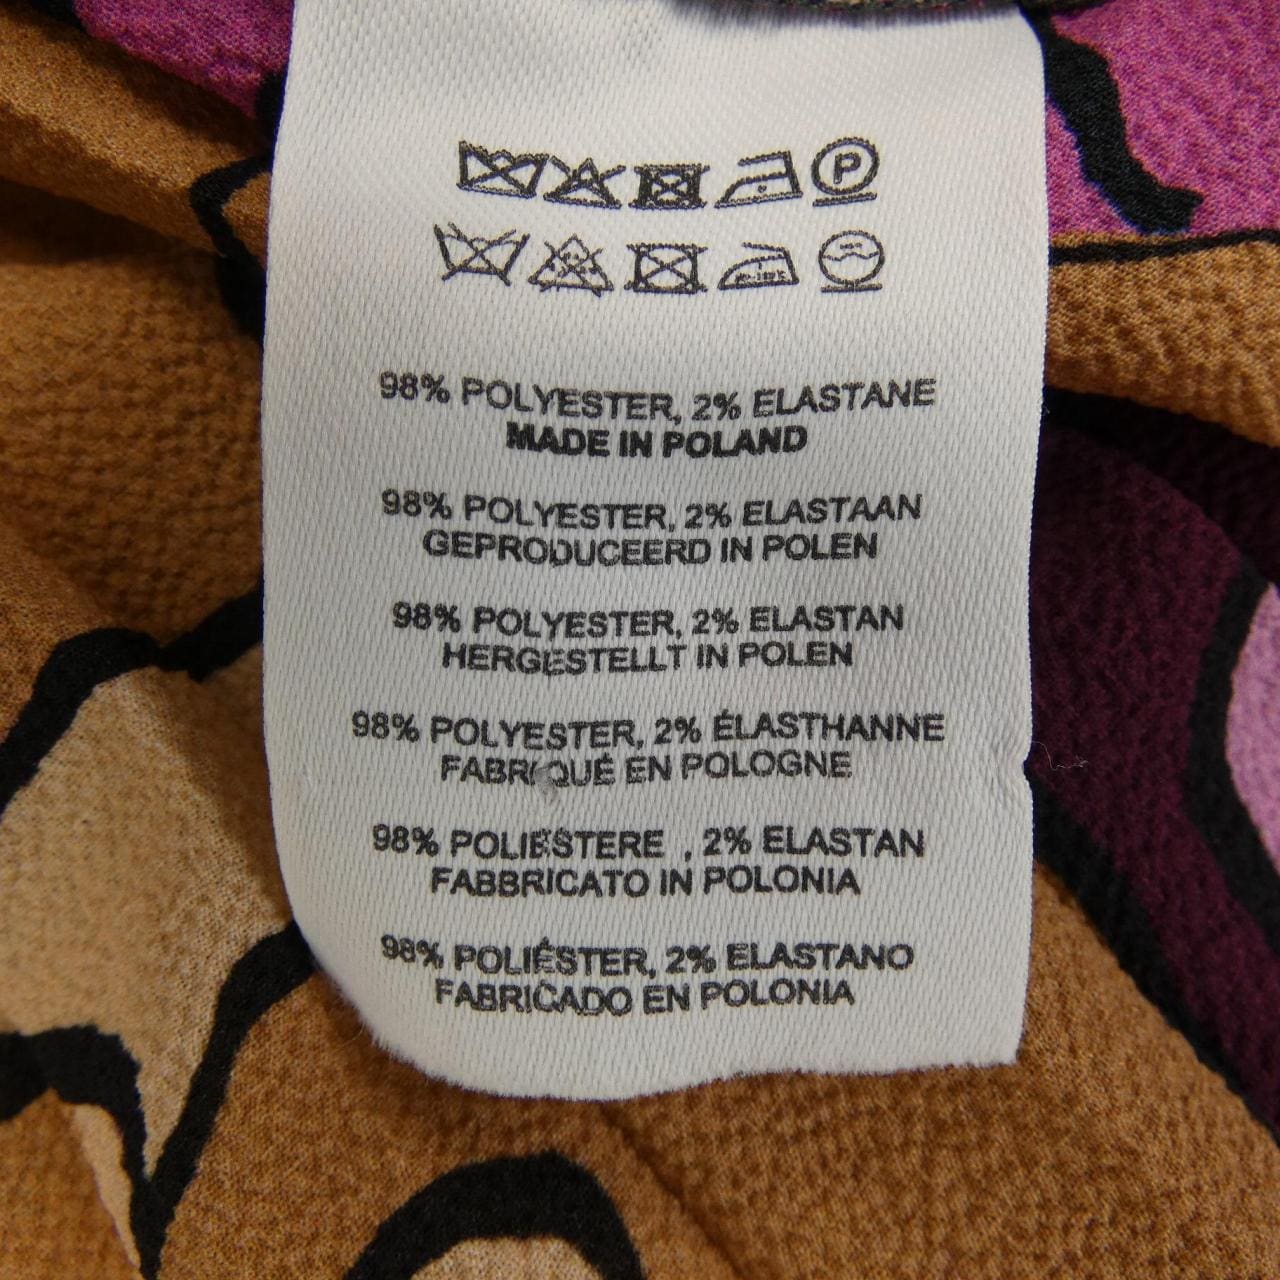 P
98% POLYESTER, 2% ELASTANE
MADE IN POLAND
98% POLYESTER, 2% ELASTAAN
GEPRODUCEERD IN POLEN
98% POLYESTER, 2% ELASTAN
HERGESTELLT IN POLEN
98% POLYESTER, 2% ÉLASTHANNE
FABRIQUÉ EN POLOGNE
98% POLIESTERE , 2% ELASTAN
FABBRICATO IN POLONIA
98% POLIÉSTER, 2% ELASTANO
FABRICADO EN POLONIA